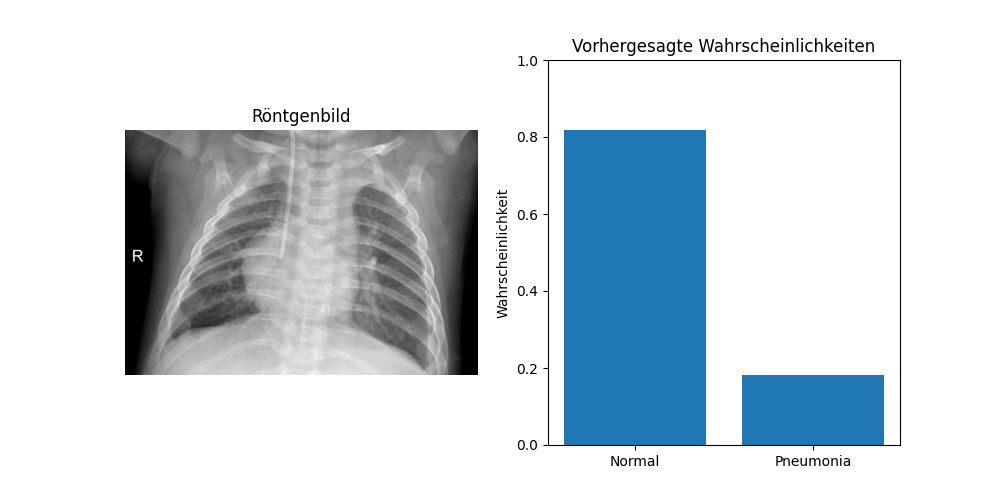 Röntgenbild
R
Vorhergesagte Wahrscheinlichkeiten
Wahrscheinlichkeit
1.0
0.8
0.6
0.4
0.2
0.0
Normal
Pneumonia